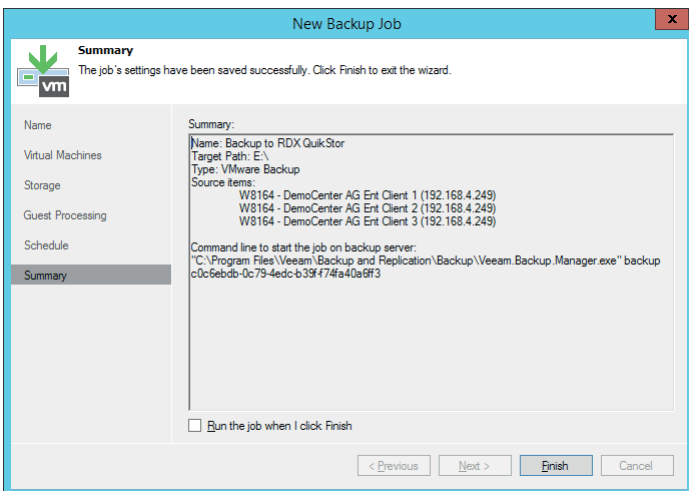 New Backup Job
x
Summary
The job's settings have been saved successfully. Click Finish to exit the wizard.
vm
Name
Virtual Machines
Storage
Guest Processing
Schedule
Summary
Summary:
Name: Backup to RDX QuikStor
Target Path: E:\
Type: VMware Backup
Source items:
W8164 - DemoCenter AG Ent Client 1 (192.168.4.249)
W8164 - DemoCenter AG Ent Client 2 (192.168.4.249)
W8164 - DemoCenter AG Ent Client 3 (192.168.4.249)
Command line to start the job on backup server:
"C:\Program Files\Veeam\Backup and Replication\Backup\Veeam.Backup.Manager.exe" backup
c0c6ebdb-0c79-4edc-b39f-f74fa40a6ff3
Run the job when I click Finish
< Previous
Next >
Finish
Cancel